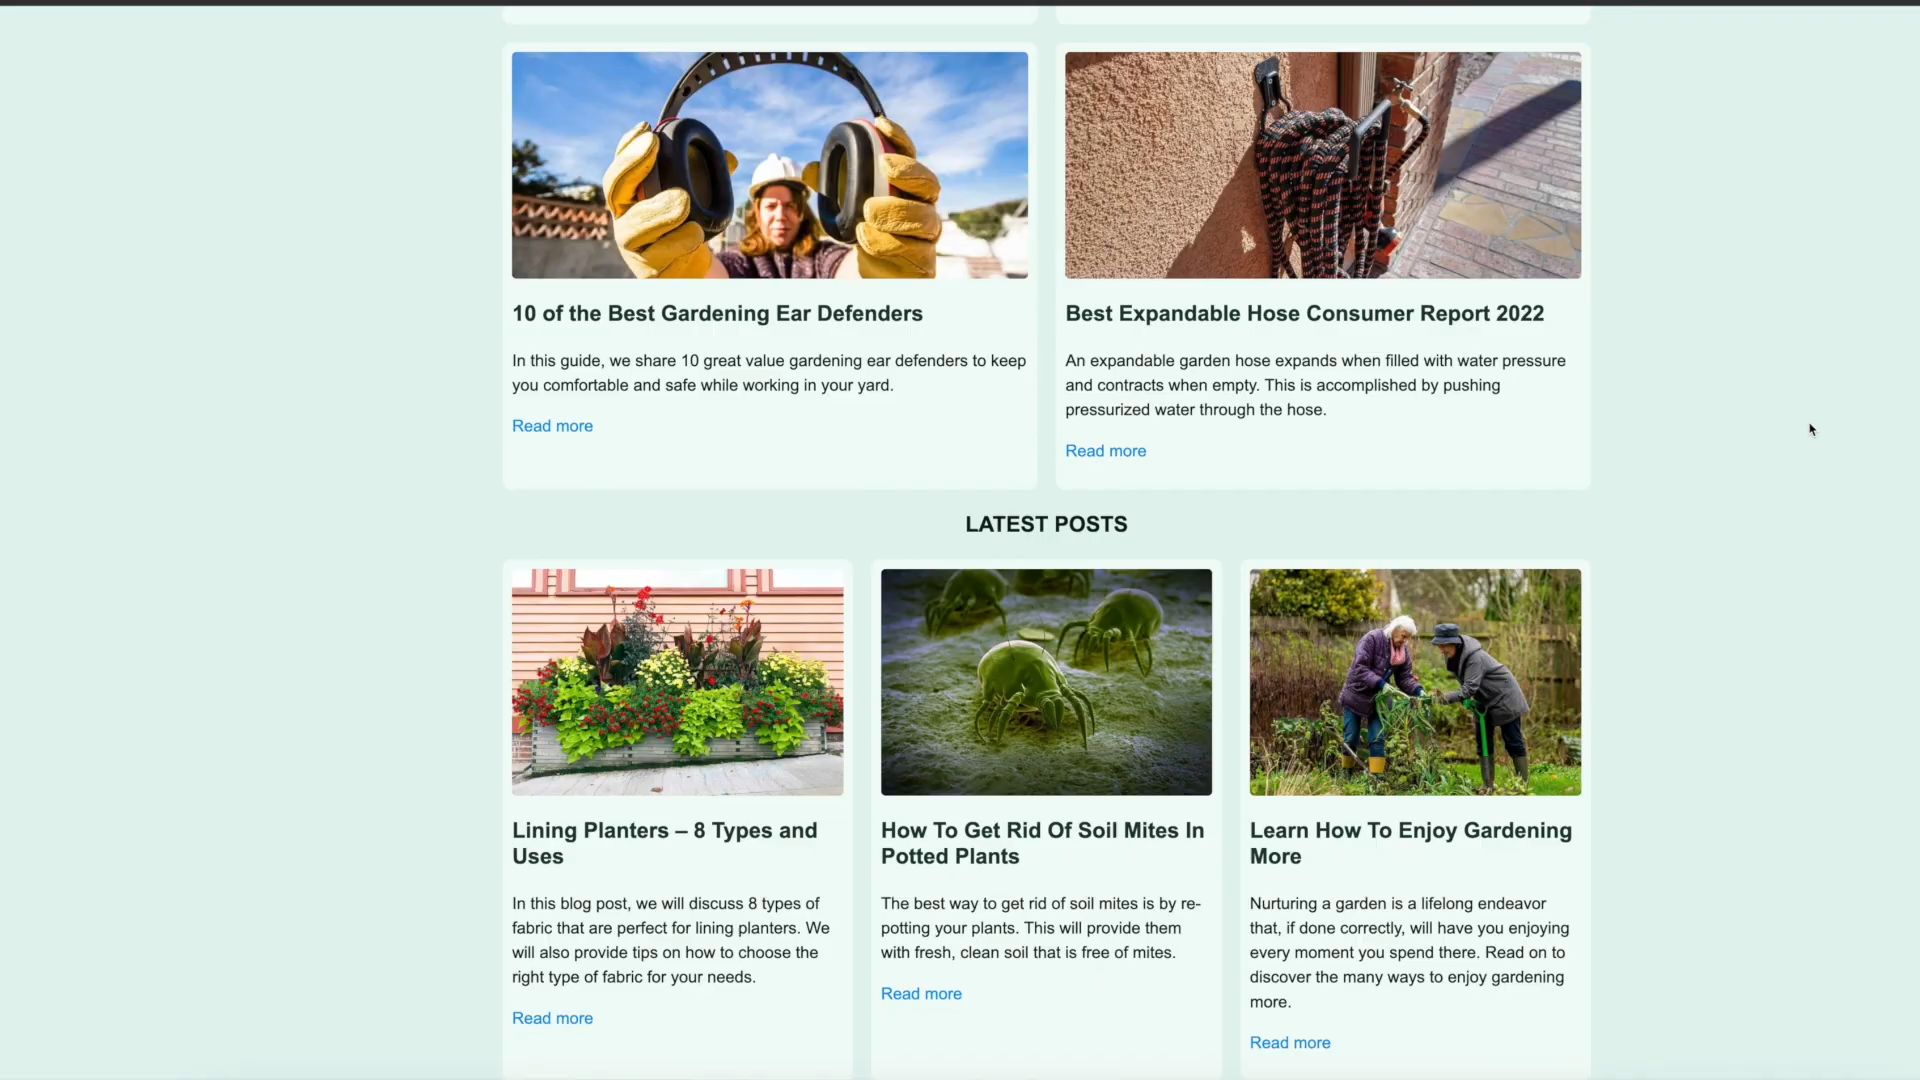 10 of the Best Gardening Ear Defenders
In this guide, we share 10 great value gardening ear defenders to keep
you comfortable and safe while working in your yard.
Read more
Best Expandable Hose Consumer Report 2022
An expandable garden hose expands when filled with water pressure
and contracts when empty. This is accomplished by pushing
pressurized water through the hose.
Read more
LATEST POSTS
Lining Planters – 8 Types and
Uses
In this blog post, we will discuss 8 types of
fabric that are perfect for lining planters. We
will also provide tips on how to choose the
right type of fabric for your needs.
Read more
How To Get Rid Of Soil Mites In
Potted Plants
The best way to get rid of soil mites is by re-
potting your plants. This will provide them
with fresh, clean soil that is free of mites.
Read more
Learn How To Enjoy Gardening
More
Nurturing a garden is a lifelong endeavor
that, if done correctly, will have you enjoying
every moment you spend there. Read on to
discover the many ways to enjoy gardening
more.
Read more